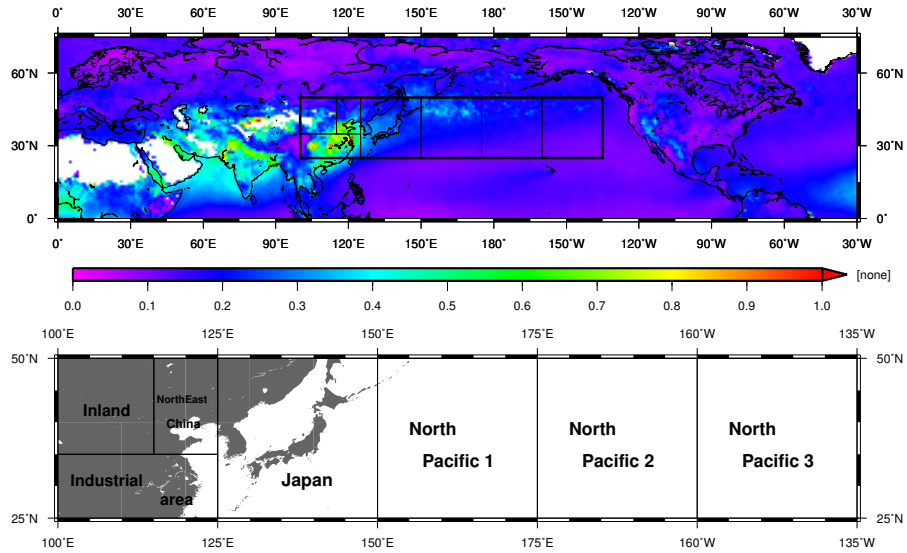 0˚ 30˚E 60˚E 90˚E 120˚E 150˚E 180˚ 150˚W 120˚W 90˚W 60˚W 30˚W
60˚N 60˚N
30˚N 30˚N
0˚ 0˚
0˚ 30˚E 60˚E 90˚E 120˚E 150˚E 180˚ 150˚W 120˚W 90˚W 60˚W 30˚W
[none]
0.0 0.1 0.2 0.3 0.4 0.5 0.6 0.7 0.8 0.9 1.0
100˚E 125˚E 150˚E 175˚E 160˚W 135˚W
50˚N 50˚N
NorthEast
Inland China
North North North
Pacific 1 Pacific 2 Pacific 3
Industrial Japan
area
25˚N 25˚N
100˚E 125˚E 150˚E 175˚E 160˚W 135˚W